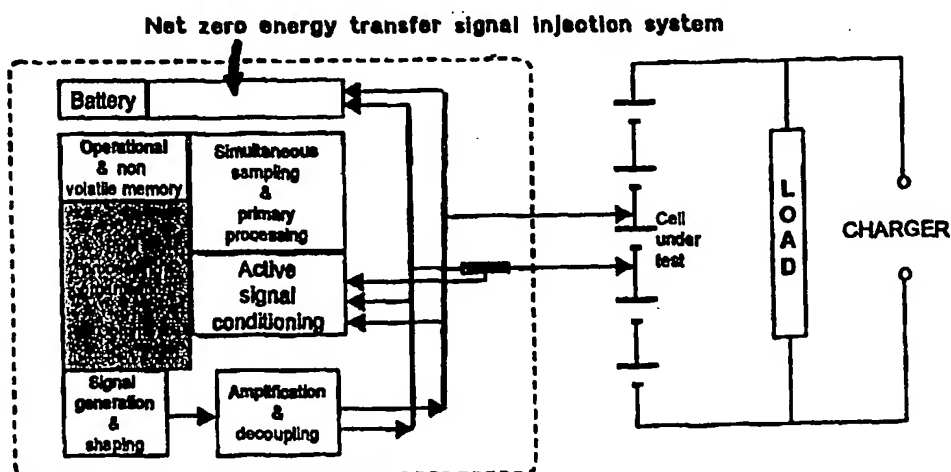 Net zero energy transfer signal injection system
Battery
Operational
& non
volatile memory
Simultaneous
sampling
&
primary
processing
Active
signal
conditioning
Signal
generation
&
shaping
Amplification
&
decoupling
Cell
under
test
LOAD
CHARGER